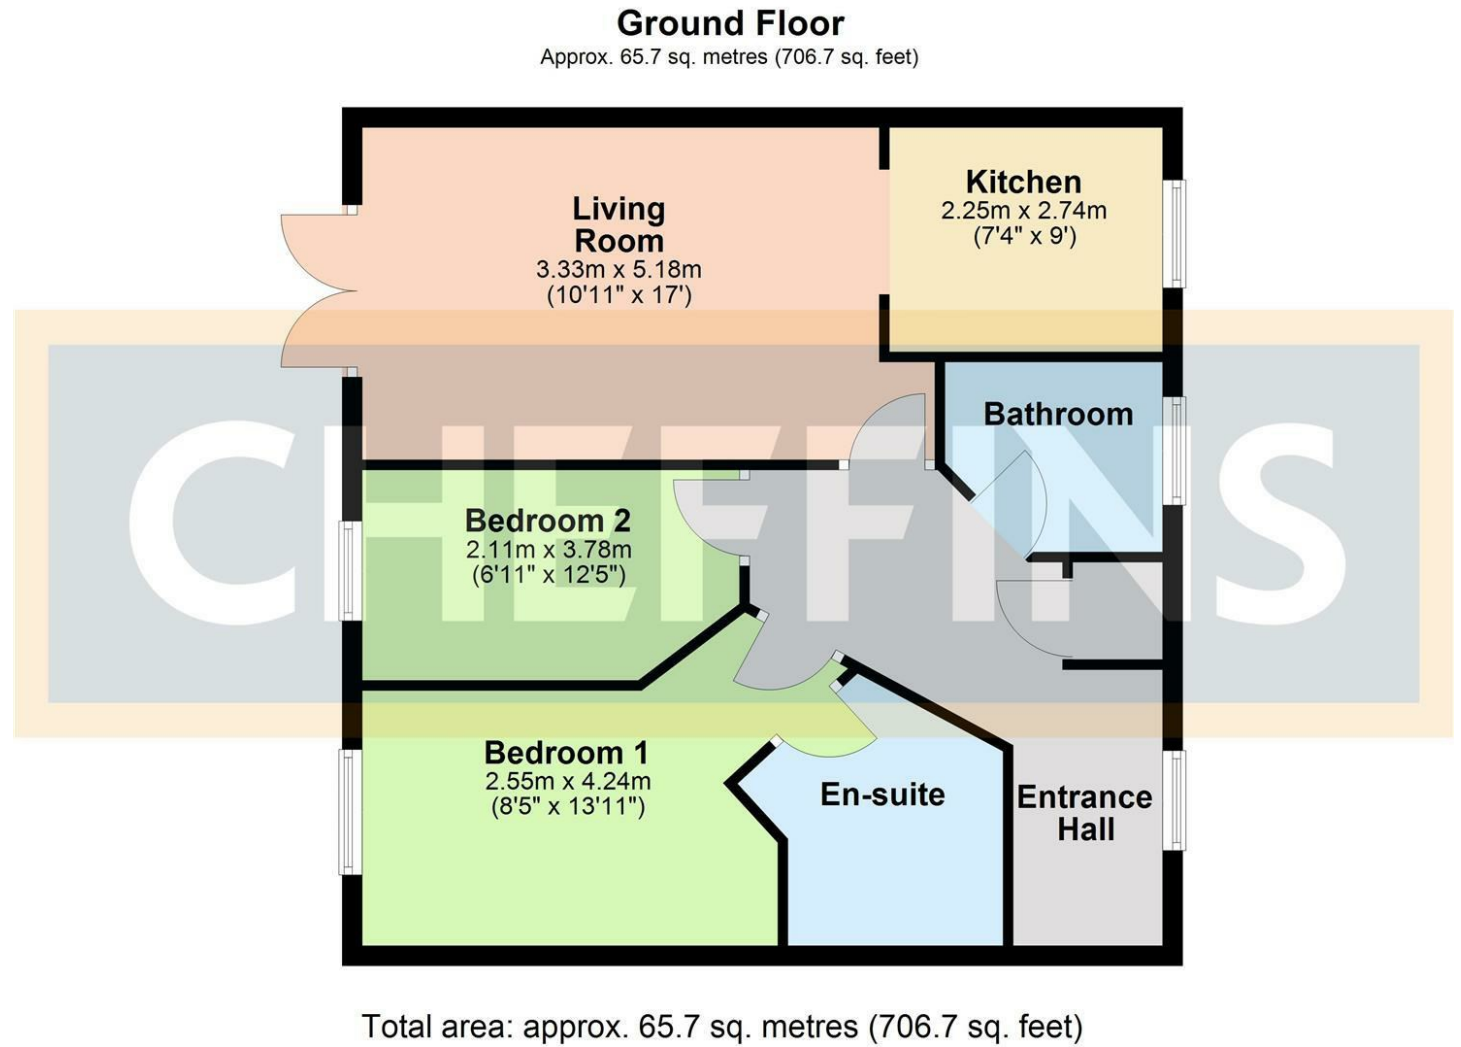 Ground Floor
Approx. 65.7 sq. metres (706.7 sq. feet)
Living
Room
3.33m x 5.18m
(10'11" x 17')
Kitchen
2.25m x 2.74m
(7'4" x 9')
Bathroom
CHEFFINS
Bedroom 2
2.11m x 3.78m
(6'11" x 12'5")
Bedroom 1
2.55m x 4.24m
(8'5" x 13'11")
En-suite
Entrance
Hall
Total area: approx. 65.7 sq. metres (706.7 sq. feet)